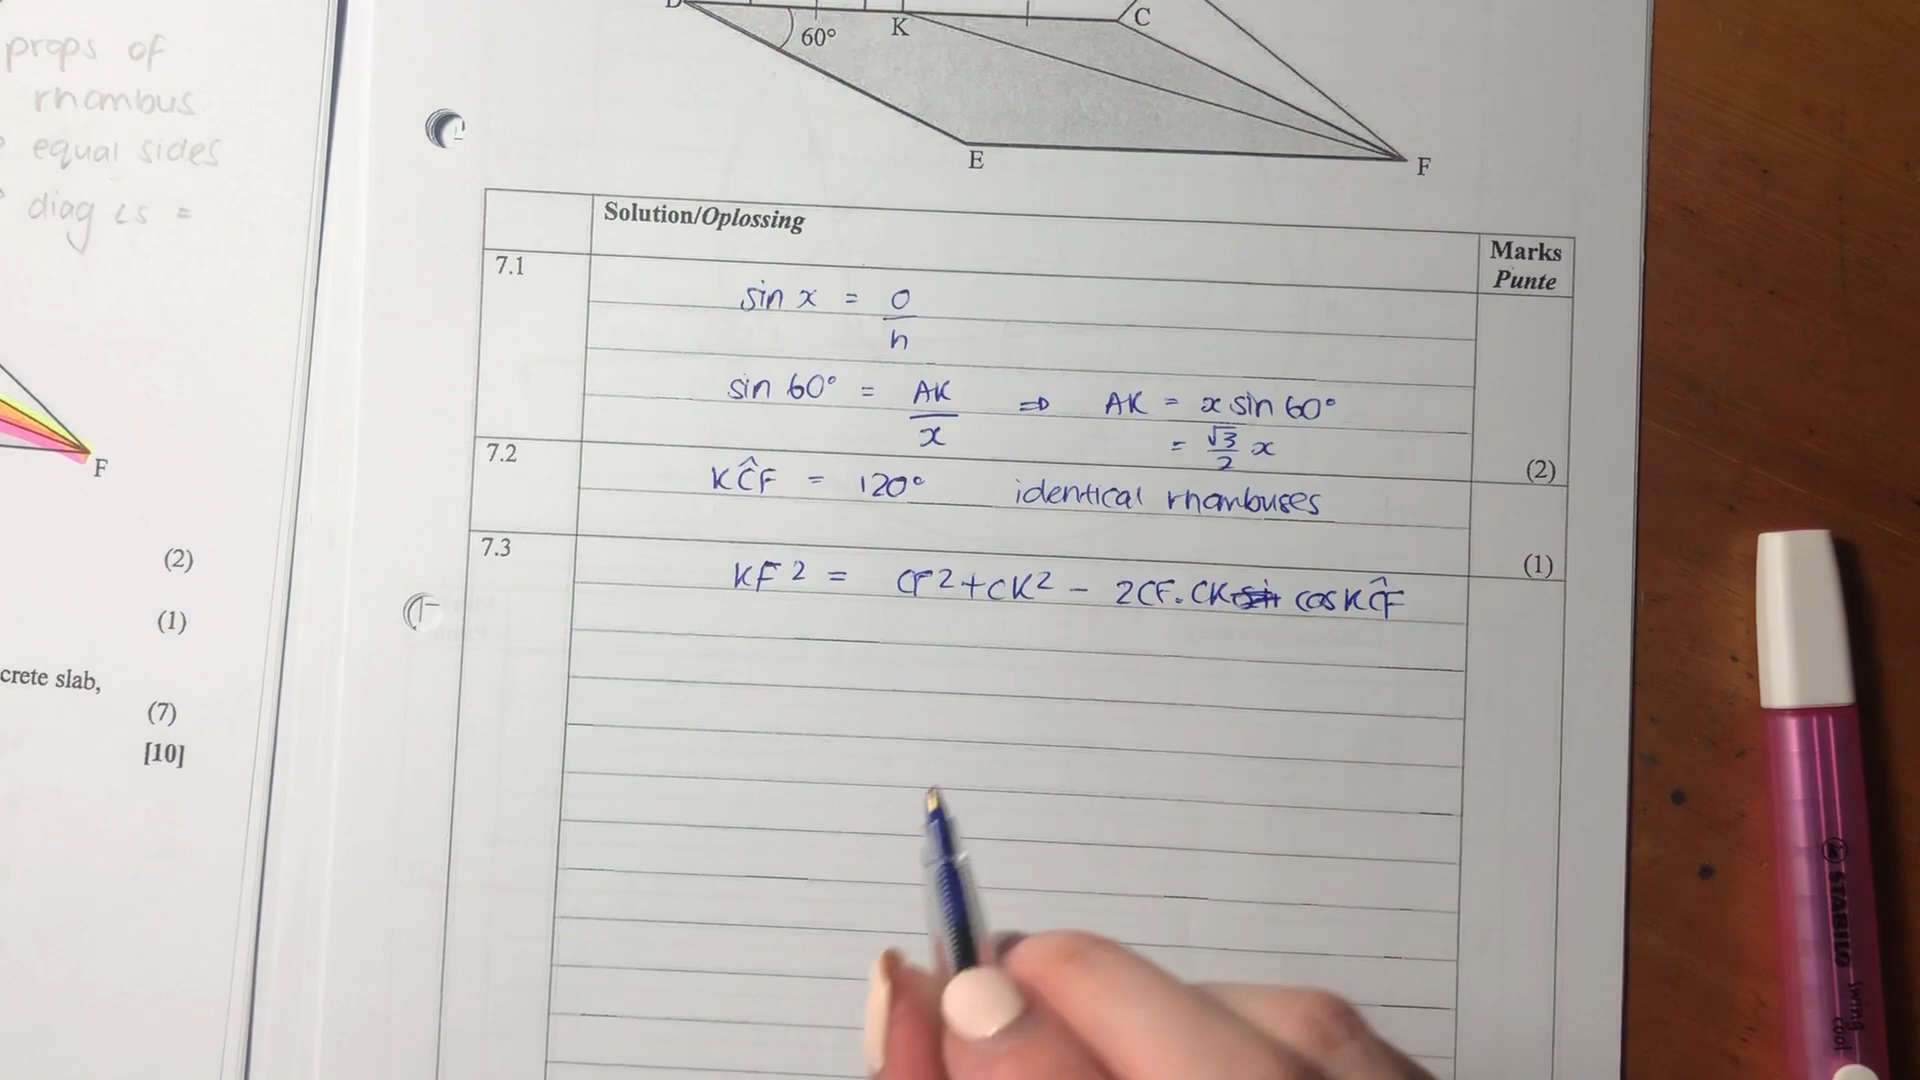 props of
rhombus
equal sides
diag ∠s =
F
(2)
(1)
crete slab,
(7)
[10]
60°
K
C
E
F
Solution/Oplossing
Marks
Punte
7.1
sin x = o/h
sin 60° = AK/x ⇒ AK = x sin 60°
= √3/2 x
(2)
7.2
KĈF = 120° identical rhombuses
(1)
7.3
KF² = CF² + CK² - 2CF.CK cos KĈF
STABILO
swing
cool